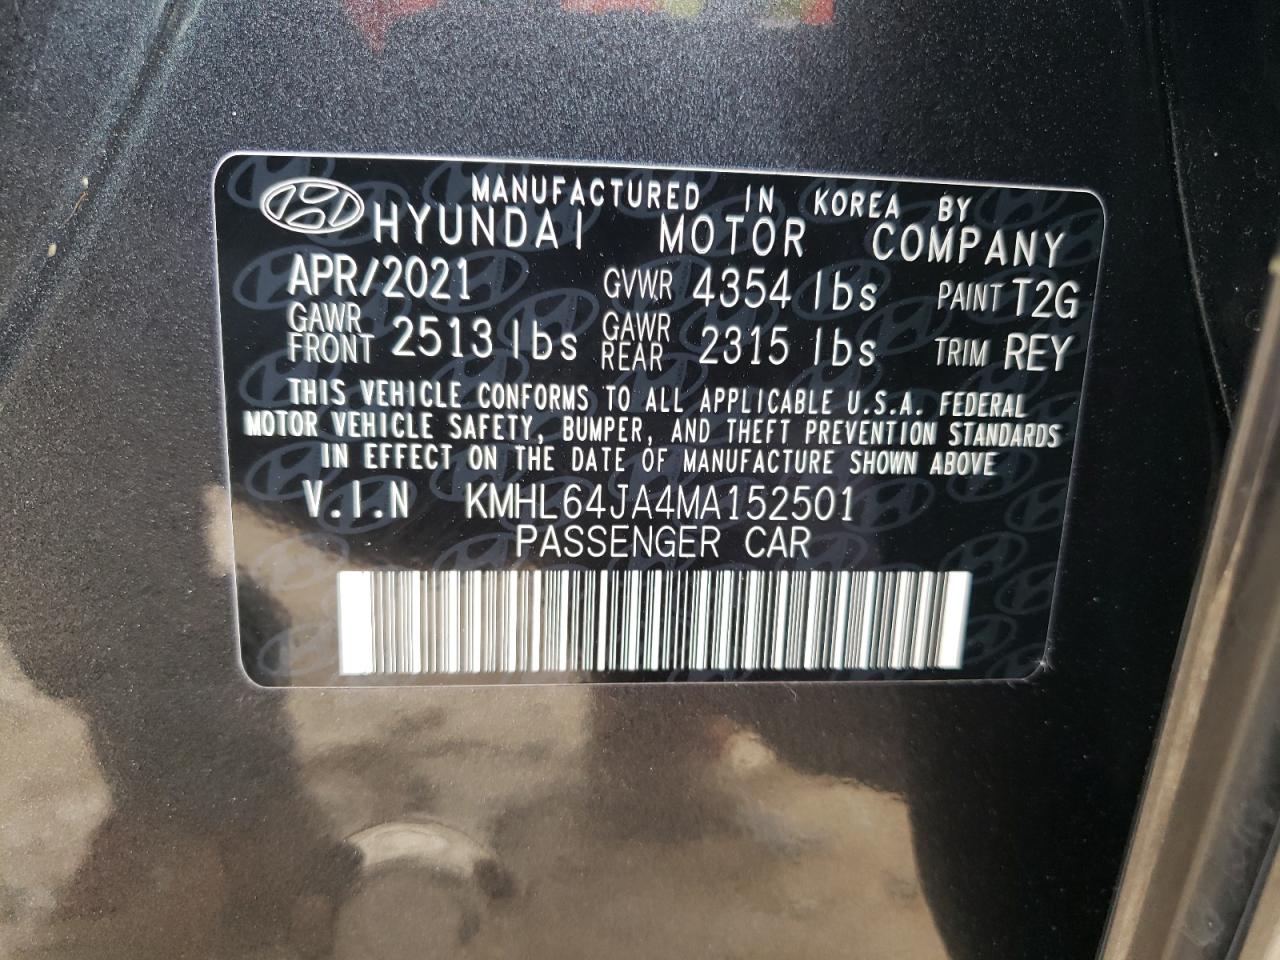 MANUFACTURED IN KOREA BY
HYUNDAI MOTOR COMPANY
APR/2021 GVWR 4354 lbs PAINT T2G
GAWR FRONT 2513 lbs GAWR REAR 2315 lbs TRIM REY
THIS VEHICLE CONFORMS TO ALL APPLICABLE U.S.A. FEDERAL
MOTOR VEHICLE SAFETY, BUMPER, AND THEFT PREVENTION STANDARDS
IN EFFECT ON THE DATE OF MANUFACTURE SHOWN ABOVE
V.I.N KMHL64JA4MA152501
PASSENGER CAR